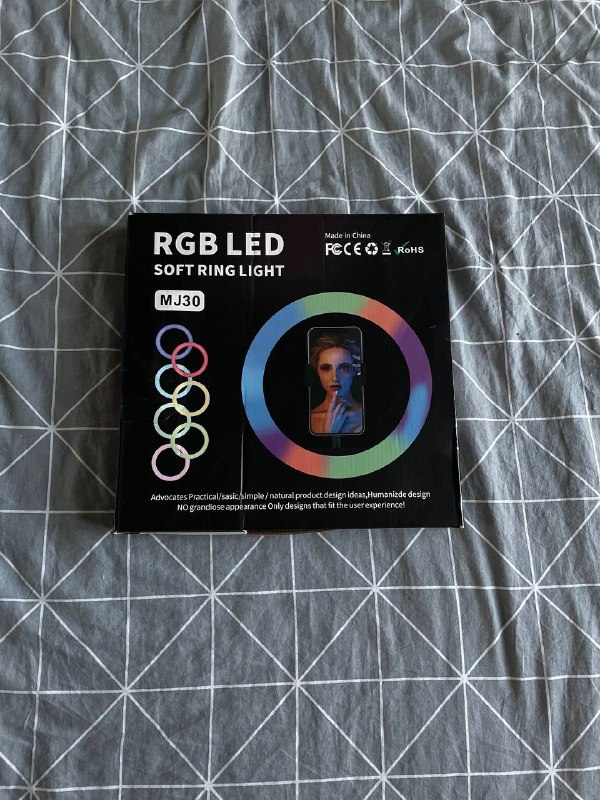 RGB LED
SOFT RING LIGHT
Made in China
FC CE RoHS
MJ30
Advocates Practical/sasic/simple / natural product design ideas,Humanizde design
NO grandiose appearance Only designs that fit the user experience!